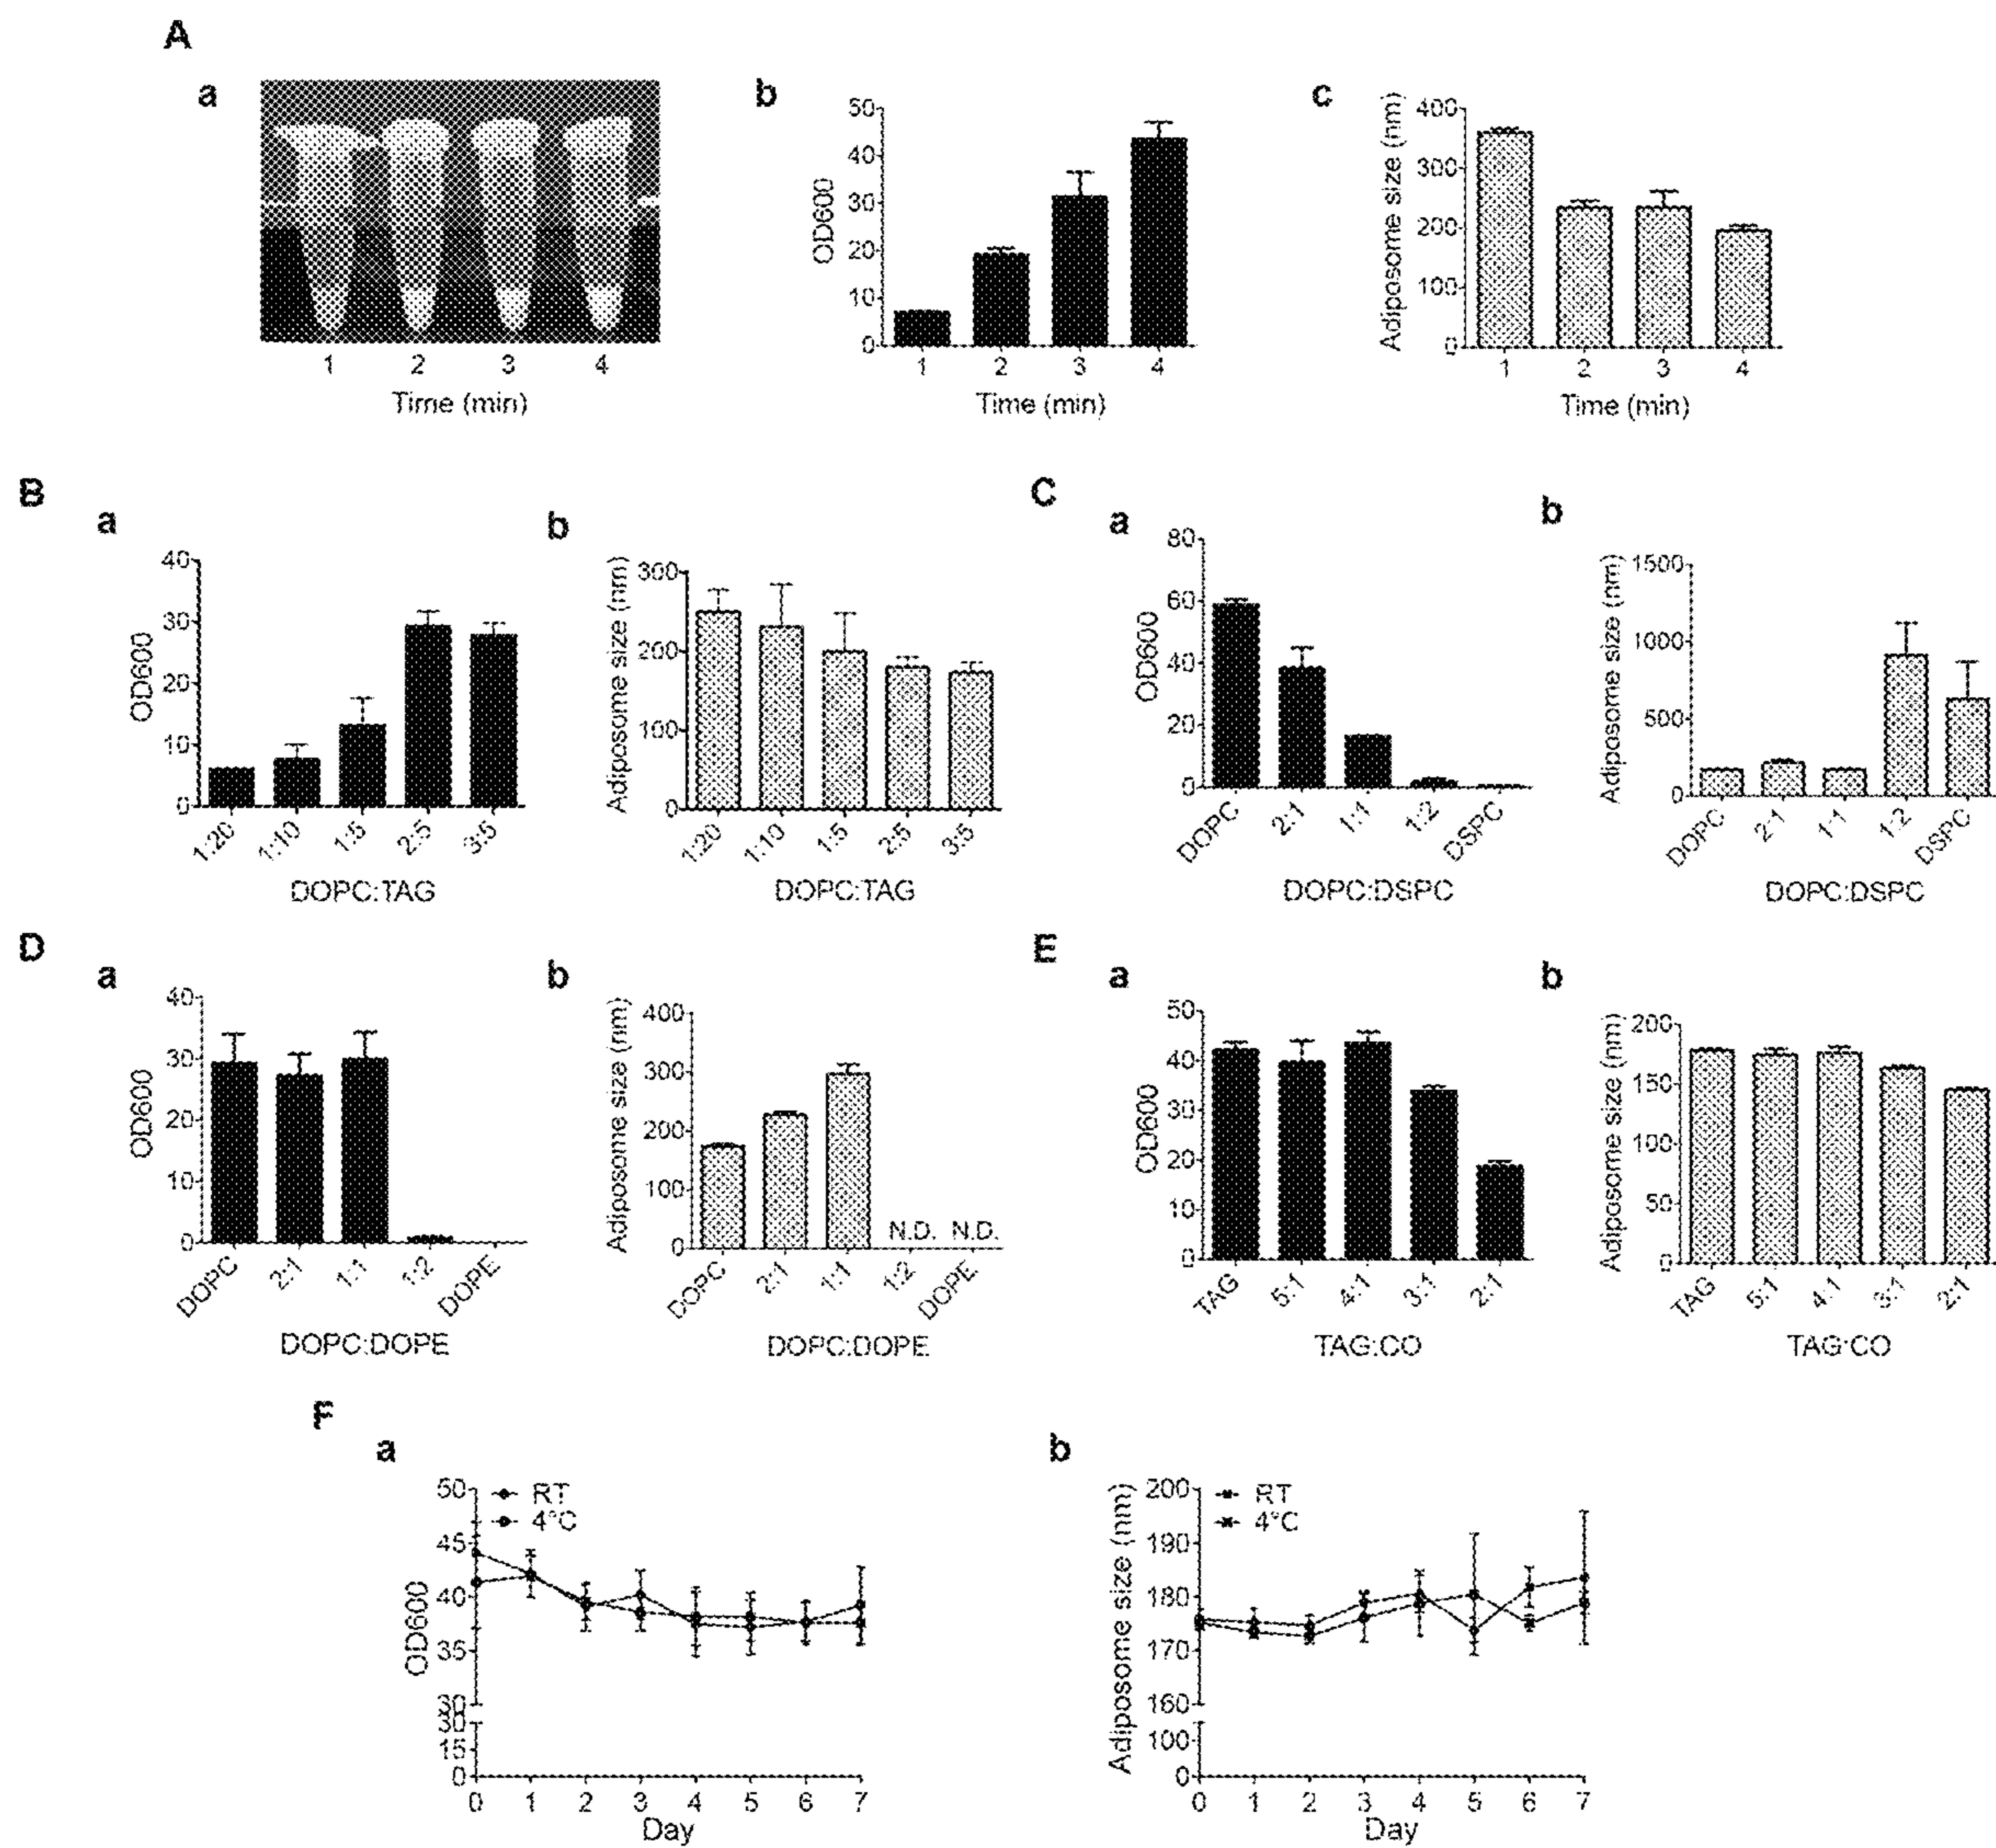 A
a
1 2 3 4
Time (min)
b
OD600
50
40
30
20
10
0
1 2 3 4
Time (min)
c
Adiposome size (nm)
400
300
200
100
0
1 2 3 4
Time (min)
B
a
OD600
40
30
20
10
0
1:20 1:10 1:5 2:5 3:5
DOPC:TAG
b
Adiposome size (nm)
300
200
100
0
1:20 1:10 1:5 2:5 3:5
DOPC:TAG
C
a
OD600
80
60
40
20
0
DOPC 2:1 1:1 1:2 DSPC
DOPC:DSPC
b
Adiposome size (nm)
1500
1000
500
0
DOPC 2:1 1:1 1:2 DSPC
DOPC:DSPC
D
a
OD600
40
30
20
10
0
DOPC 2:1 1:1 1:2 DOPE
DOPC:DOPE
b
Adiposome size (nm)
400
300
200
100
0
N.D. N.D.
DOPC 2:1 1:1 1:2 DOPE
DOPC:DOPE
E
a
OD600
50
40
30
20
10
0
TAG 5:1 4:1 3:1 2:1
TAG:CO
b
Adiposome size (nm)
200
150
100
50
0
TAG 5:1 4:1 3:1 2:1
TAG:CO
F
a
OD600
50
45
40
35
30
30
15
0
RT
4°C
0 1 2 3 4 5 6 7
Day
b
Adiposome size (nm)
200
190
180
170
160
100
0
RT
4°C
0 1 2 3 4 5 6 7
Day